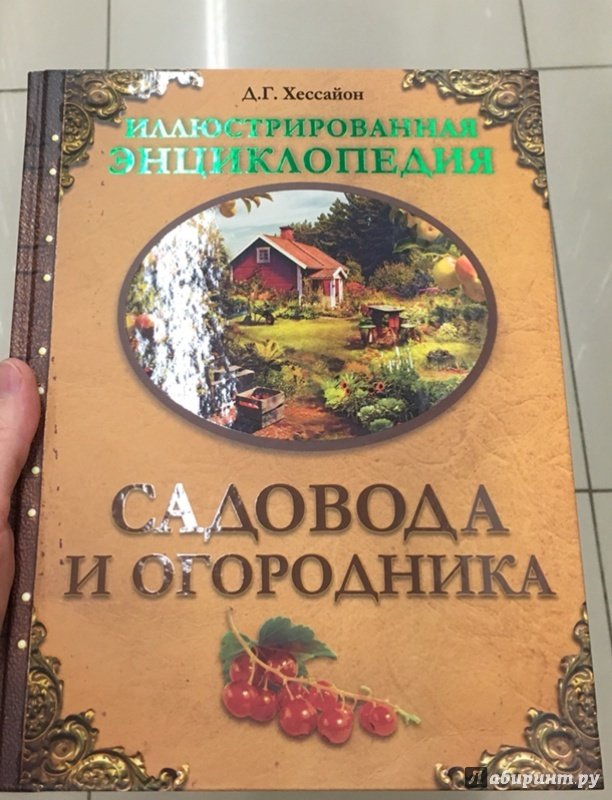 Д.Г. Хессайон
ИЛЛЮСТРИРОВАННАЯ
ЭНЦИКЛОПЕДИЯ
САДОВОДА
И ОГОРОДНИКА
Лабиринт.ру